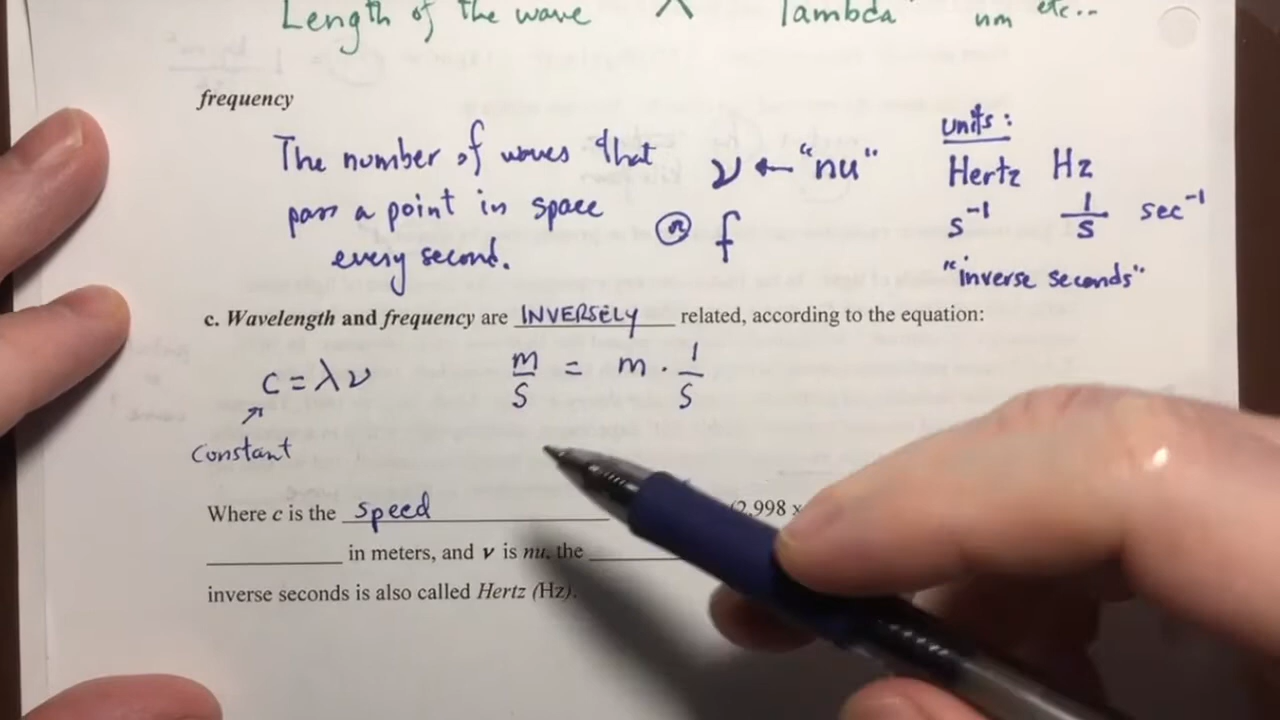 Length of the wave λ lambda nm etc..
frequency
The number of waves that
pass a point in space
every second.
ν ← "nu"
or f
Units:
Hertz Hz
s⁻¹ 1/s sec⁻¹
"inverse seconds"
c. Wavelength and frequency are INVERSELY related, according to the equation:
c = λν m/s = m · 1/s
↗
Constant
Where c is the speed (2.998 x
in meters, and ν is nu, the
inverse seconds is also called Hertz (Hz).